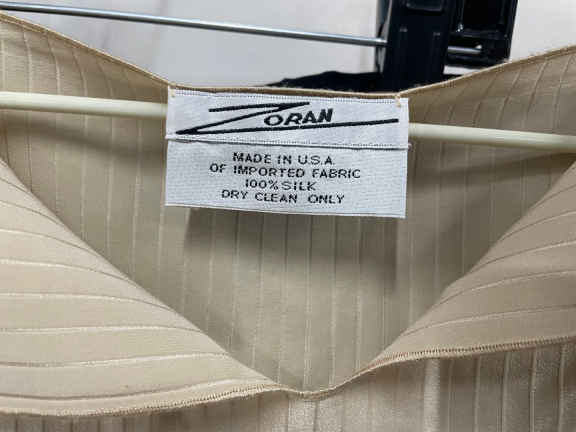 ZORAN
MADE IN U.S.A.
OF IMPORTED FABRIC
100% SILK
DRY CLEAN ONLY